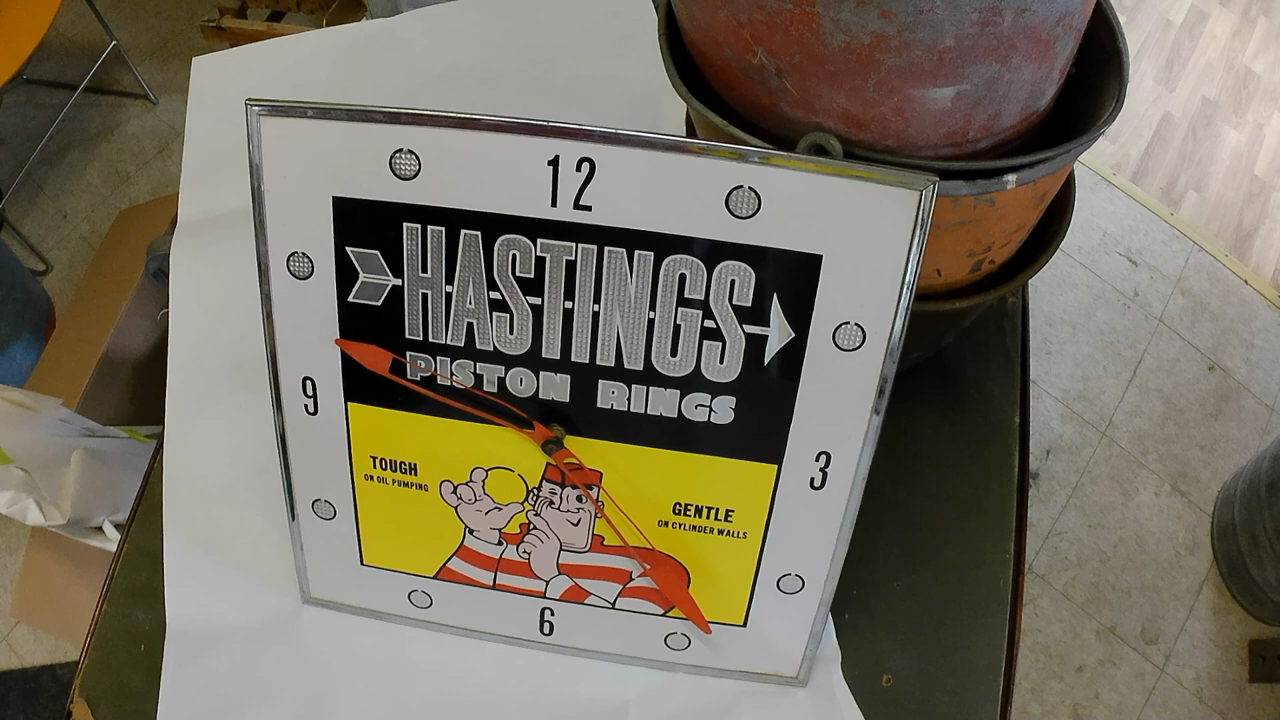 12
HASTINGS
PISTON RINGS
9
3
TOUGH
ON OIL PUMPING
GENTLE
ON CYLINDER WALLS
6